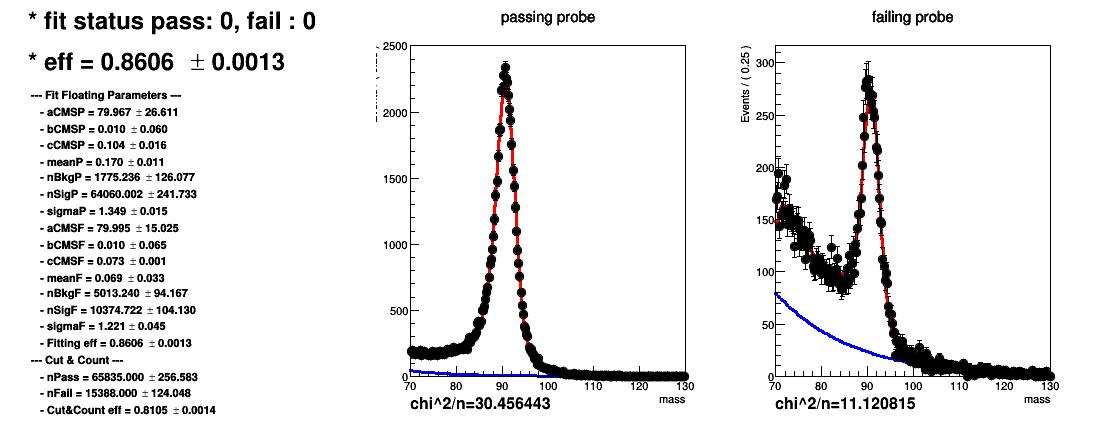 * fit status pass: 0, fail : 0
* eff = 0.8606 ± 0.0013
--- Fit Floating Parameters ---
- aCMSP = 79.967 ± 26.611
- bCMSP = 0.010 ± 0.060
- cCMSP = 0.104 ± 0.016
- meanP = 0.170 ± 0.011
- nBkgP = 1775.236 ± 126.077
- nSigP = 64060.002 ± 241.733
- sigmaP = 1.349 ± 0.015
- aCMSF = 79.995 ± 15.025
- bCMSF = 0.010 ± 0.065
- cCMSF = 0.073 ± 0.001
- meanF = 0.069 ± 0.033
- nBkgF = 5013.240 ± 94.167
- nSigF = 10374.722 ± 104.130
- sigmaF = 1.221 ± 0.045
- Fitting eff = 0.8606 ± 0.0013
--- Cut & Count ---
- nPass = 65835.000 ± 256.583
- nFail = 15388.000 ± 124.048
- Cut&Count eff = 0.8105 ± 0.0014
passing probe
2500
2000
1500
1000
500
0
70 80 90 100 110 120 130
mass
chi^2/n=30.456443
failing probe
Events / ( 0.25 )
300
250
200
150
100
50
0
70 80 90 100 110 120 130
mass
chi^2/n=11.120815